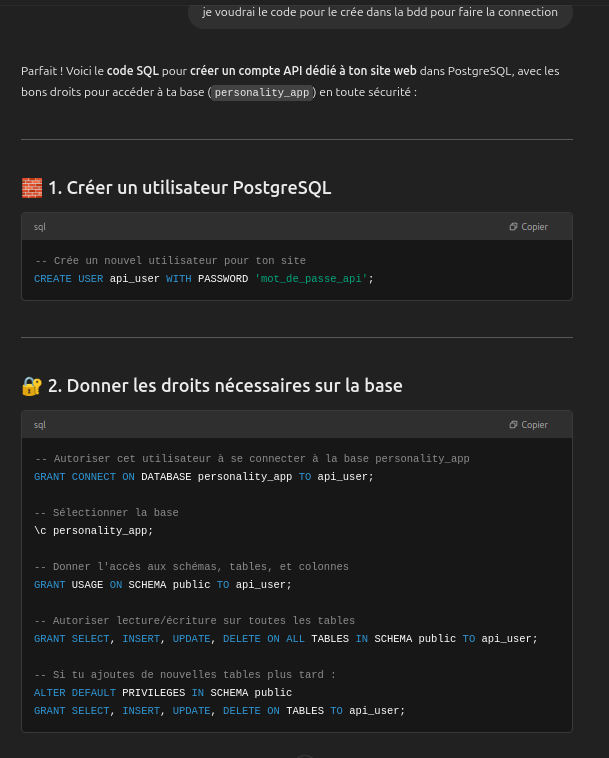 je voudrai le code pour le crée dans la bdd pour faire la connection
Parfait ! Voici le code SQL pour créer un compte API dédié à ton site web dans PostgreSQL, avec les
bons droits pour accéder à ta base (personality_app) en toute sécurité :
🧱 1. Créer un utilisateur PostgreSQL
sql
Copier
-- Crée un nouvel utilisateur pour ton site
CREATE USER api_user WITH PASSWORD 'mot_de_passe_api';
🔐 2. Donner les droits nécessaires sur la base
sql
Copier
-- Autoriser cet utilisateur à se connecter à la base personality_app
GRANT CONNECT ON DATABASE personality_app TO api_user;
-- Sélectionner la base
\c personality_app;
-- Donner l'accès aux schémas, tables, et colonnes
GRANT USAGE ON SCHEMA public TO api_user;
-- Autoriser lecture/écriture sur toutes les tables
GRANT SELECT, INSERT, UPDATE, DELETE ON ALL TABLES IN SCHEMA public TO api_user;
-- Si tu ajoutes de nouvelles tables plus tard :
ALTER DEFAULT PRIVILEGES IN SCHEMA public
GRANT SELECT, INSERT, UPDATE, DELETE ON TABLES TO api_user;